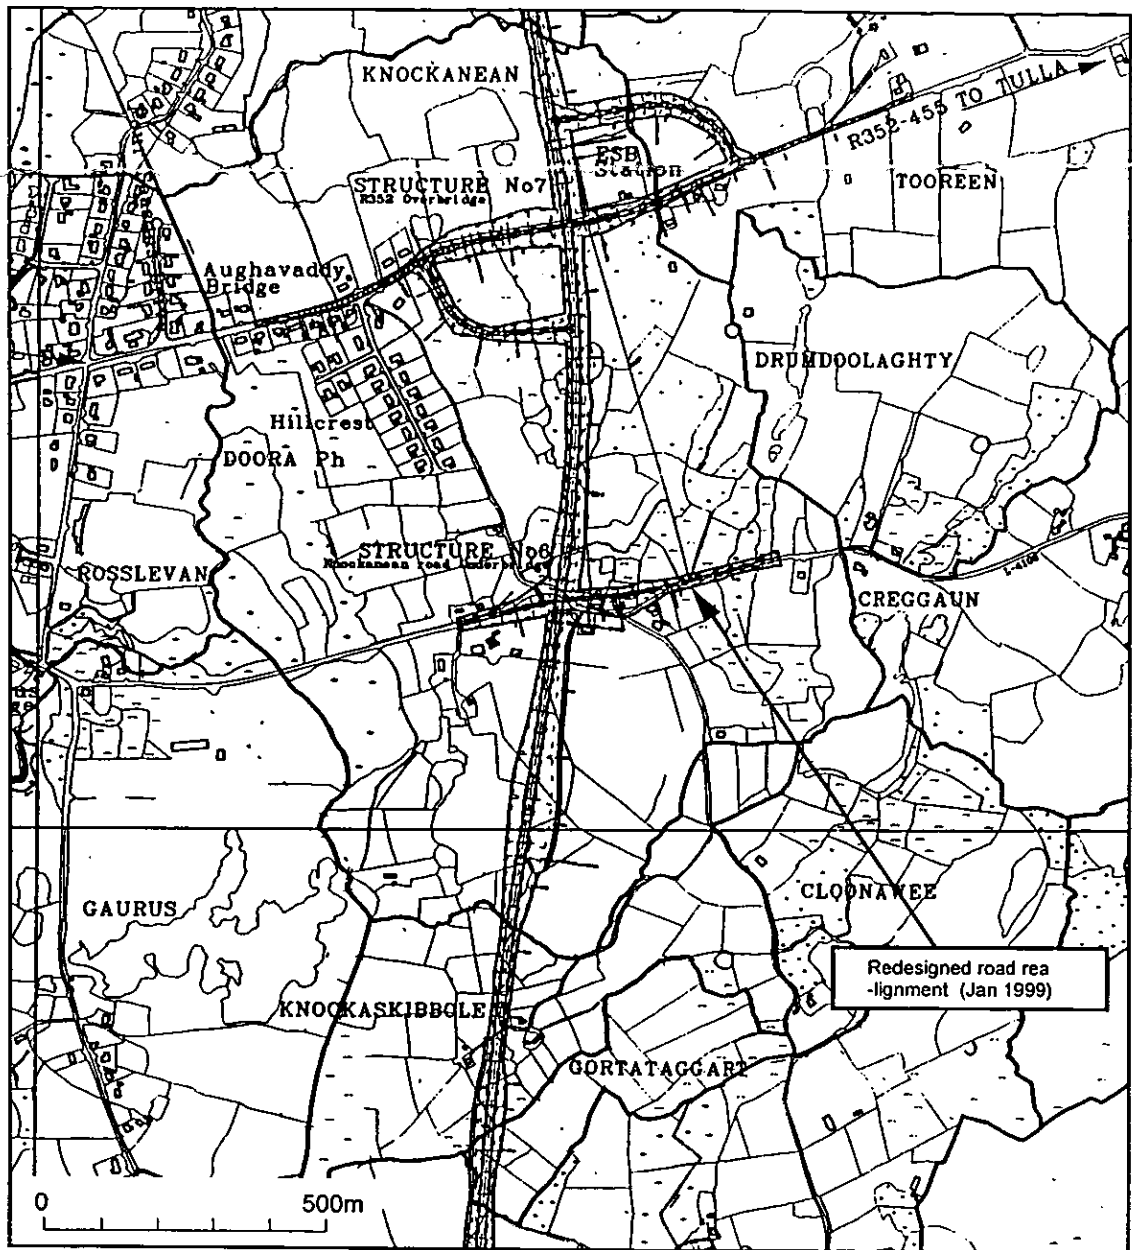 KNOCKANEAN
R352-455 TO TULLA
ESB
Station
STRUCTURE No7
R352 Overbridge
TOOREEN
Aughavaddy
Bridge
DRUMDOOLAGHTY
Hillcrest
DOORA Ph
STRUCTURE No6
Knockanean road underbridge
ROSSLEVAN
CREGGAUN
GAURUS
CLOONAWEE
Redesigned road rea
-lignment (Jan 1999)
KNOCKASKIBBOLE
GORTATAGGART
0 500m